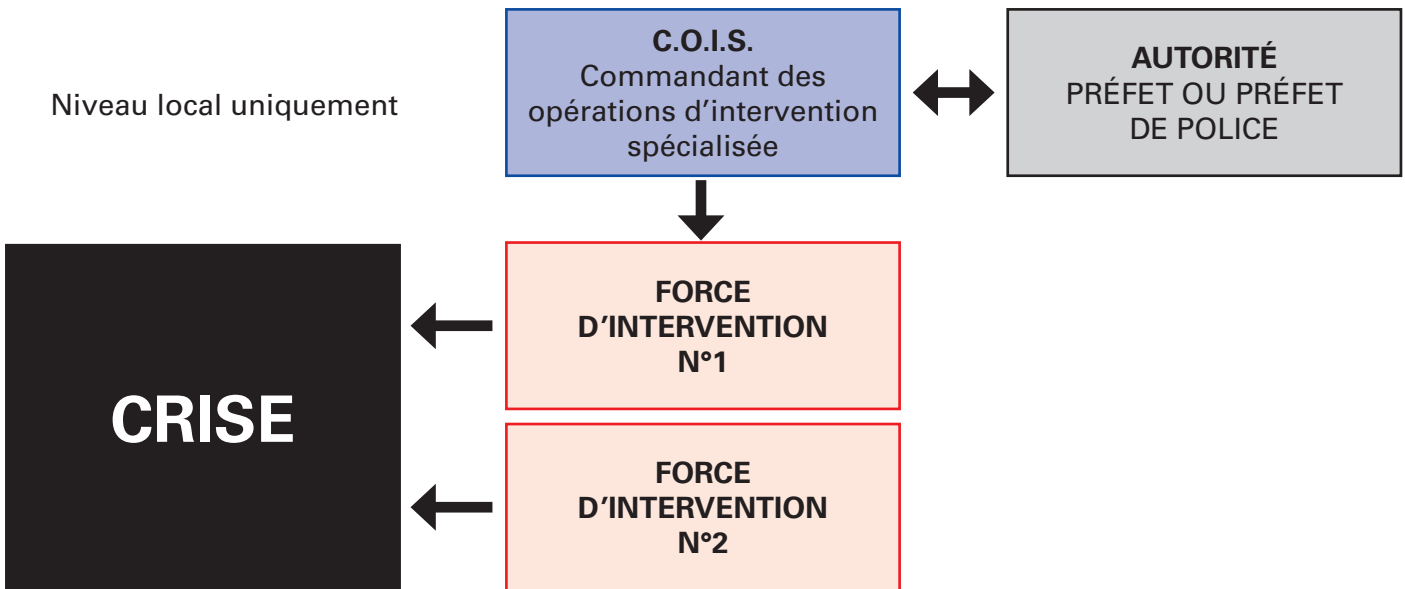 Niveau local uniquement
C.O.I.S.
Commandant des
opérations d’intervention
spécialisée
AUTORITÉ
PRÉFET OU PRÉFET
DE POLICE
CRISE
FORCE
D’INTERVENTION
N°1
FORCE
D’INTERVENTION
N°2